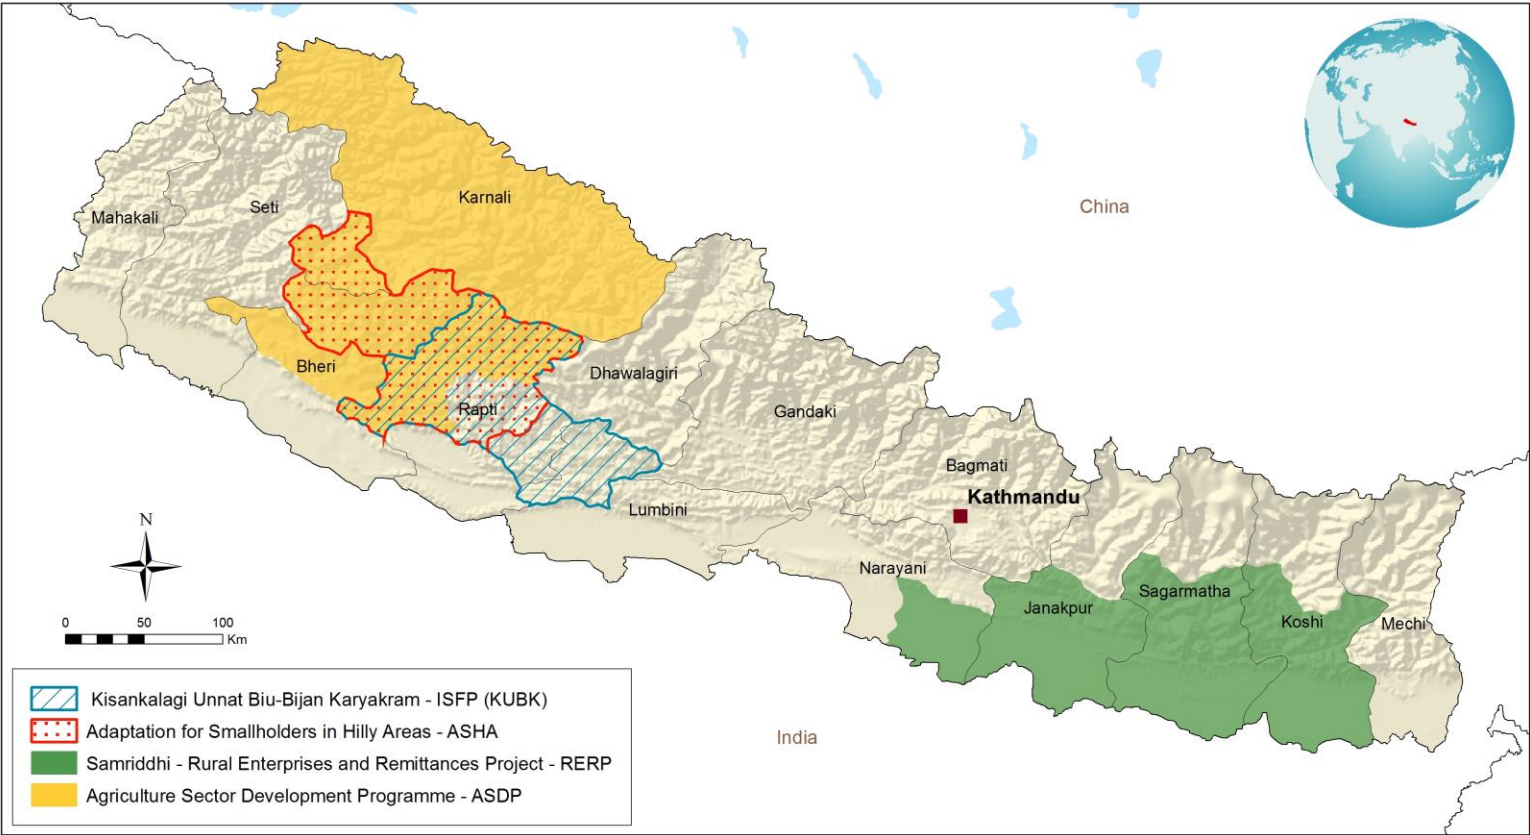 China
Karnali
Seti
Mahakali
Bheri
Dhawalagiri
Rapti
Gandaki
Bagmati
Kathmandu
Lumbini
Narayani
Sagarmatha
Janakpur
Koshi
Mechi
India
N
0 50 100
Km
Kisankalagi Unnat Biu-Bijan Karyakram - ISFP (KUBK)
Adaptation for Smallholders in Hilly Areas - ASHA
Samriddhi - Rural Enterprises and Remittances Project - RERP
Agriculture Sector Development Programme - ASDP